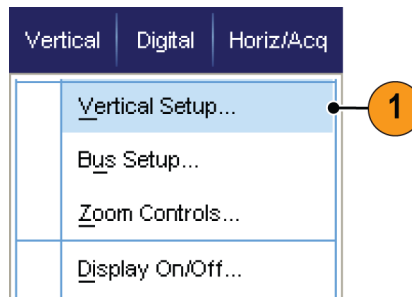 Vertical Digital Horiz/Acq
Vertical Setup... 1
Bus Setup...
Zoom Controls...
Display On/Off...